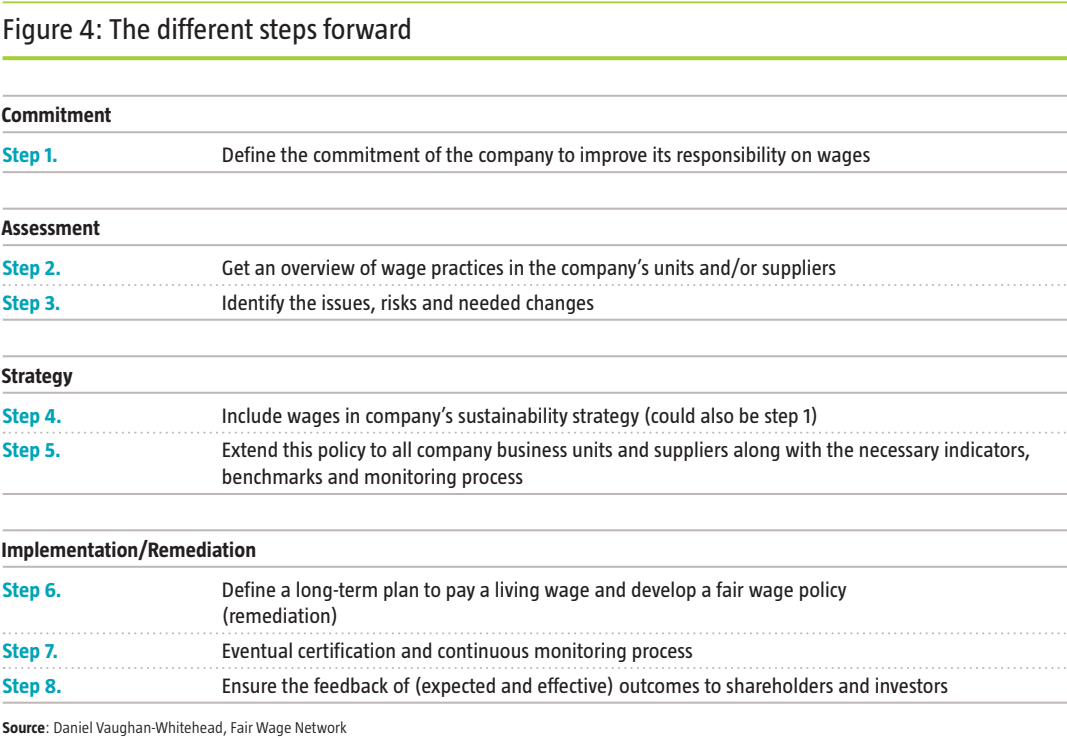 Figure 4: The different steps forward
Commitment
Step 1. Define the commitment of the company to improve its responsibility on wages
Assessment
Step 2. Get an overview of wage practices in the company’s units and/or suppliers
Step 3. Identify the issues, risks and needed changes
Strategy
Step 4. Include wages in company’s sustainability strategy (could also be step 1)
Step 5. Extend this policy to all company business units and suppliers along with the necessary indicators,
benchmarks and monitoring process
Implementation/Remediation
Step 6. Define a long-term plan to pay a living wage and develop a fair wage policy
(remediation)
Step 7. Eventual certification and continuous monitoring process
Step 8. Ensure the feedback of (expected and effective) outcomes to shareholders and investors
Source: Daniel Vaughan-Whitehead, Fair Wage Network